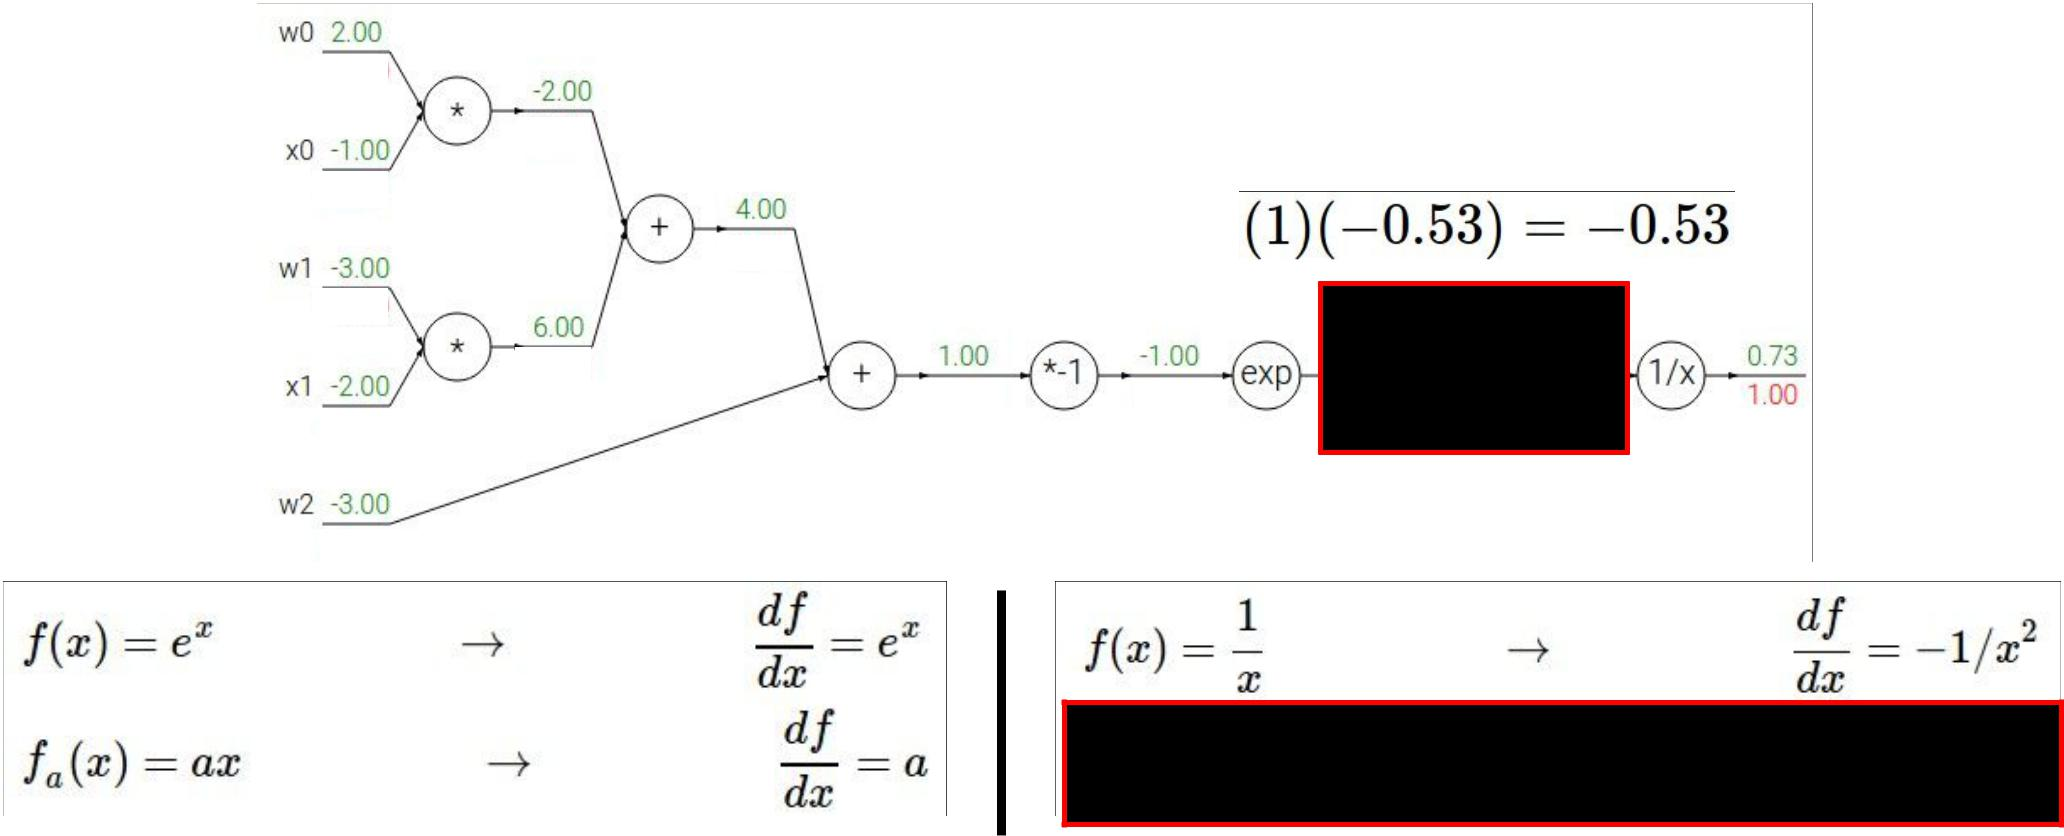 w0 2.00
-2.00
*
x0 -1.00
4.00
+
(1)(−0.53) = −0.53
w1 -3.00
6.00
*
x1 -2.00
+ 1.00 *-1 -1.00 exp 1/x 0.73
1.00
w2 -3.00
f(x) = e^x → df/dx = e^x
f_a(x) = ax → df/dx = a
f(x) = 1/x → df/dx = −1/x^2